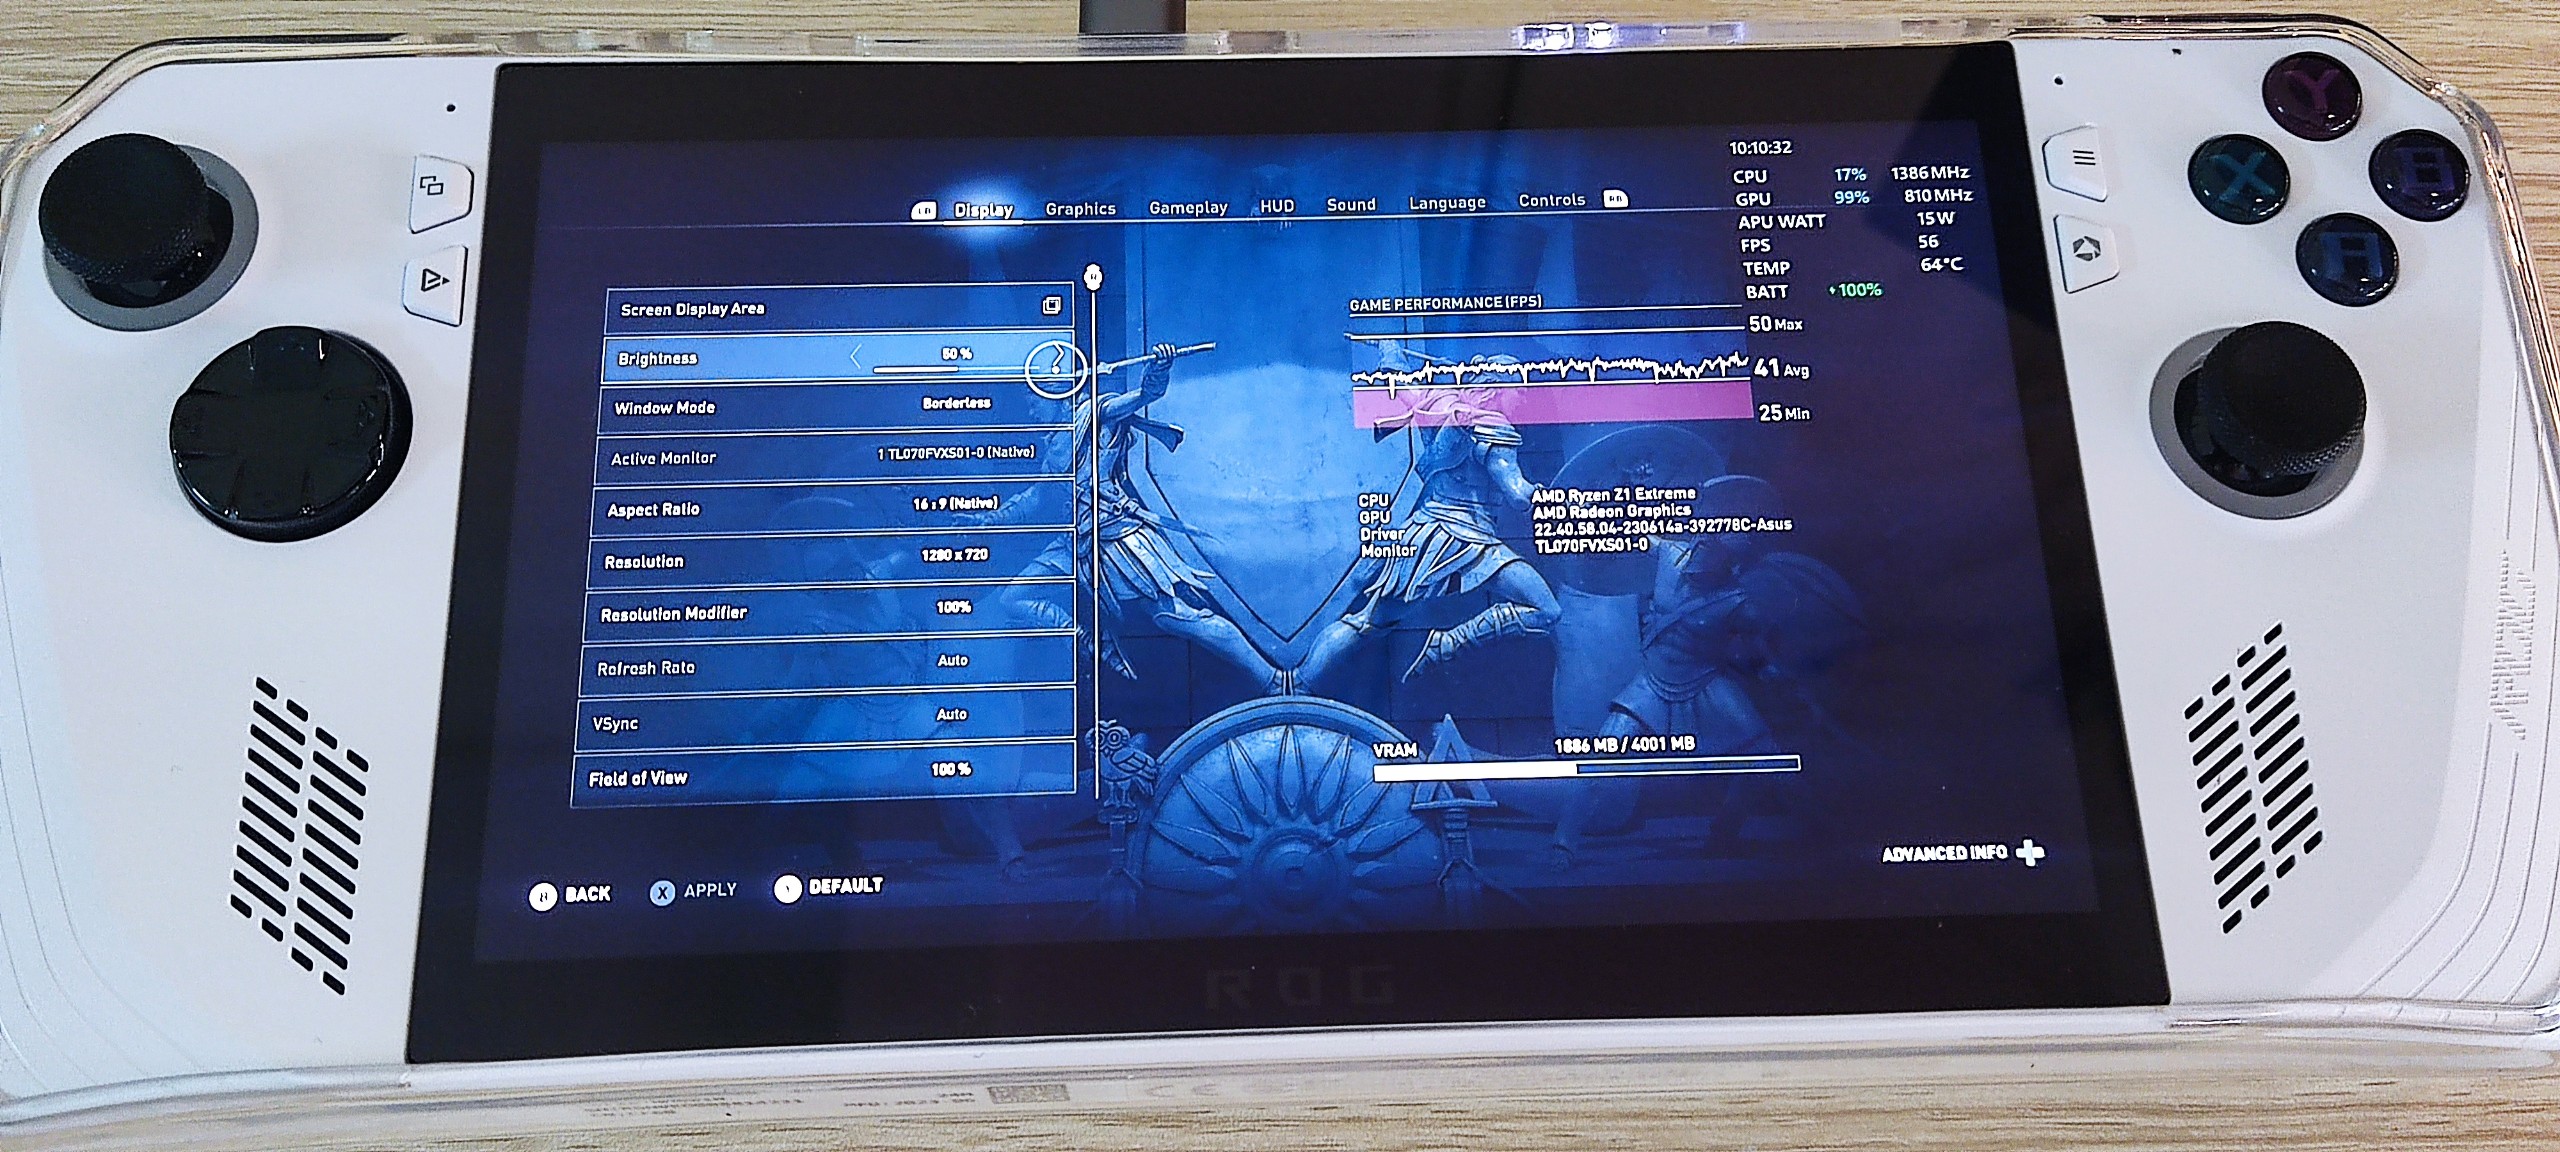 10:10:32
CPU 17% 1386 MHz
GPU 99% 810 MHz
APU WATT 15 W
FPS 56
TEMP 64°C
BATT +100%
LB Display Graphics Gameplay HUD Sound Language Controls RB
Screen Display Area
Brightness 50 %
Window Mode Borderless
Active Monitor 1 TL070FVXS01-0 (Native)
Aspect Ratio 16 : 9 (Native)
Resolution 1280 x 720
Resolution Modifier 100%
Refresh Rate Auto
VSync Auto
Field of View 100 %
GAME PERFORMANCE (FPS)
50 Max
41 Avg
25 Min
CPU AMD Ryzen Z1 Extreme
GPU AMD Radeon Graphics
Driver 22.40.58.04-230614a-392778C-Asus
Monitor TL070FVXS01-0
VRAM 1886 MB / 4001 MB
ADVANCED INFO
BACK X APPLY Y DEFAULT
ROG
Y
X
B
A